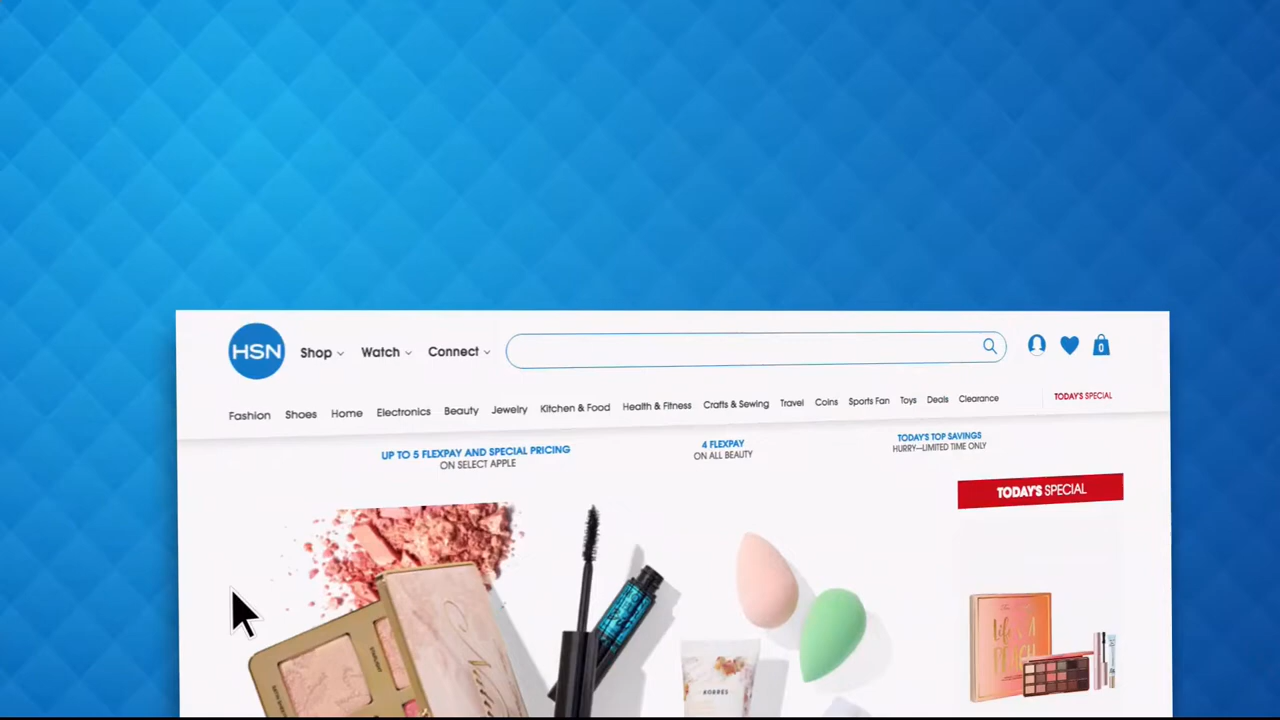 HSN
Shop Watch Connect
0
Fashion Shoes Home Electronics Beauty Jewelry Kitchen & Food Health & Fitness Crafts & Sewing Travel Coins Sports Fan Toys Deals Clearance TODAY'S SPECIAL
UP TO 5 FLEXPAY AND SPECIAL PRICING
ON SELECT APPLE
4 FLEXPAY
ON ALL BEAUTY
TODAY'S TOP SAVINGS
HURRY—LIMITED TIME ONLY
TODAY'S SPECIAL
KORRES